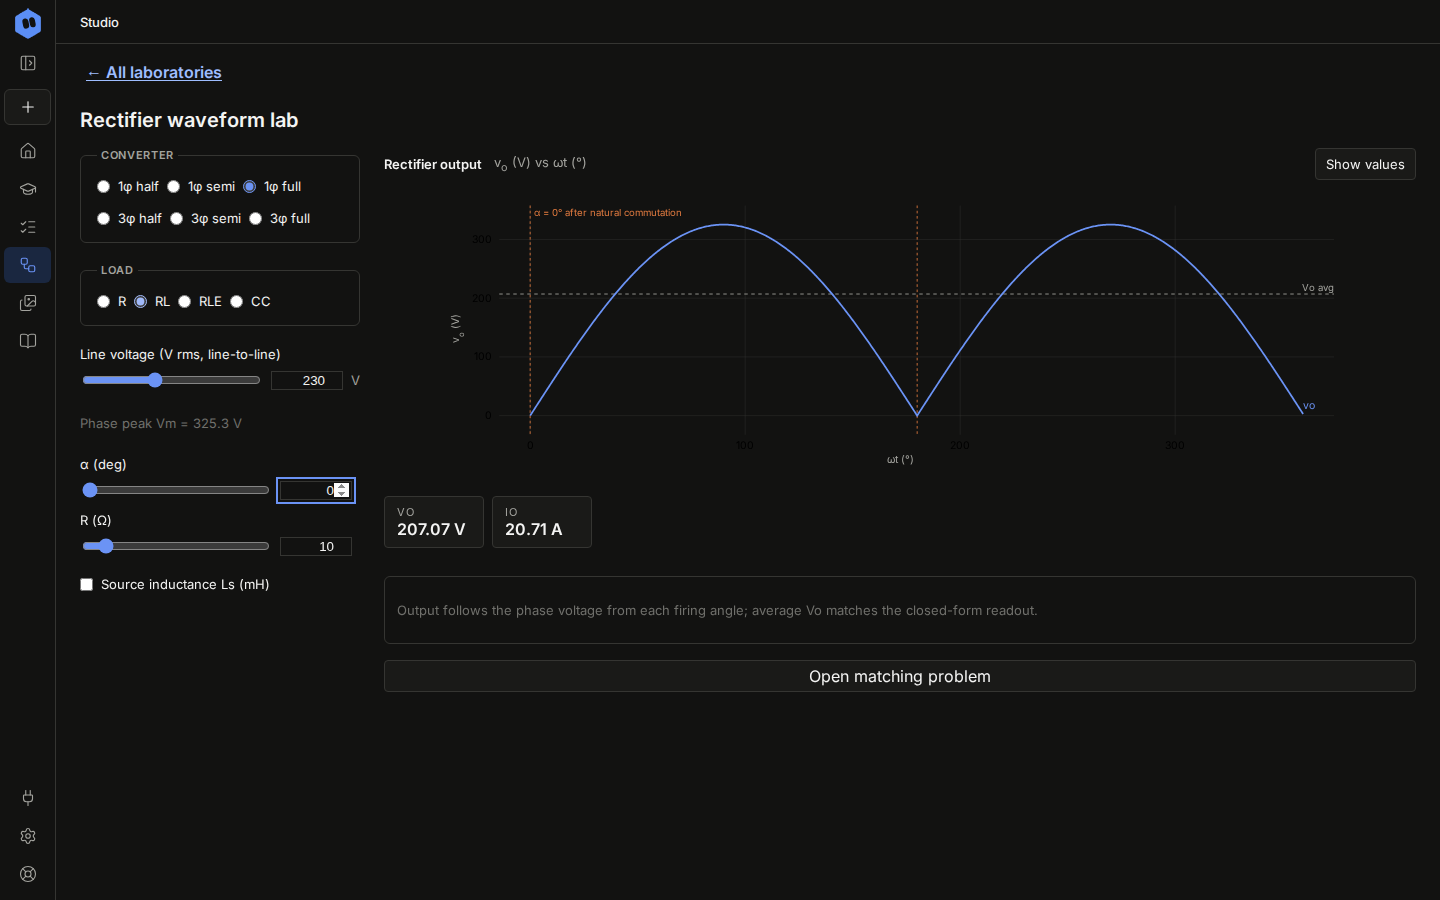 Studio
← All laboratories
Rectifier waveform lab
CONVERTER
1φ half 1φ semi 1φ full
3φ half 3φ semi 3φ full
LOAD
R RL RLE CC
Line voltage (V rms, line-to-line)
230 V
Phase peak Vm = 325.3 V
α (deg)
0
R (Ω)
10
Source inductance Ls (mH)
Rectifier output vo (V) vs ωt (°)
Show values
α = 0° after natural commutation
300
200
100
0
vo (V)
Vo avg
vo
0 100 200 300
ωt (°)
VO
207.07 V
IO
20.71 A
Output follows the phase voltage from each firing angle; average Vo matches the closed-form readout.
Open matching problem